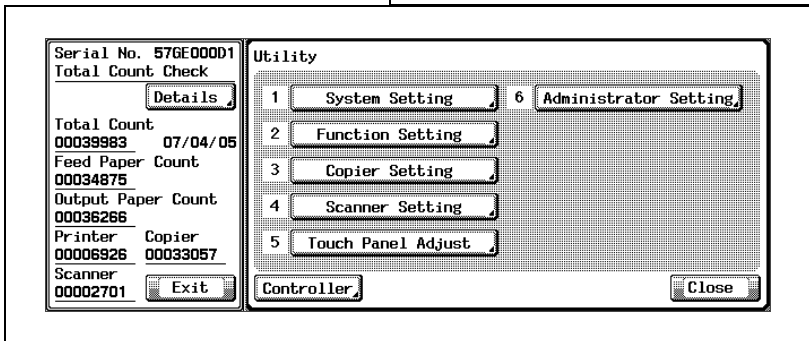 Serial No. 57GE000D1
Total Count Check
Details
Total Count
00039983 07/04/05
Feed Paper Count
00034875
Output Paper Count
00036266
Printer Copier
00006926 00033057
Scanner
00002701 Exit
Utility
1 System Setting 6 Administrator Setting
2 Function Setting
3 Copier Setting
4 Scanner Setting
5 Touch Panel Adjust
Controller Close